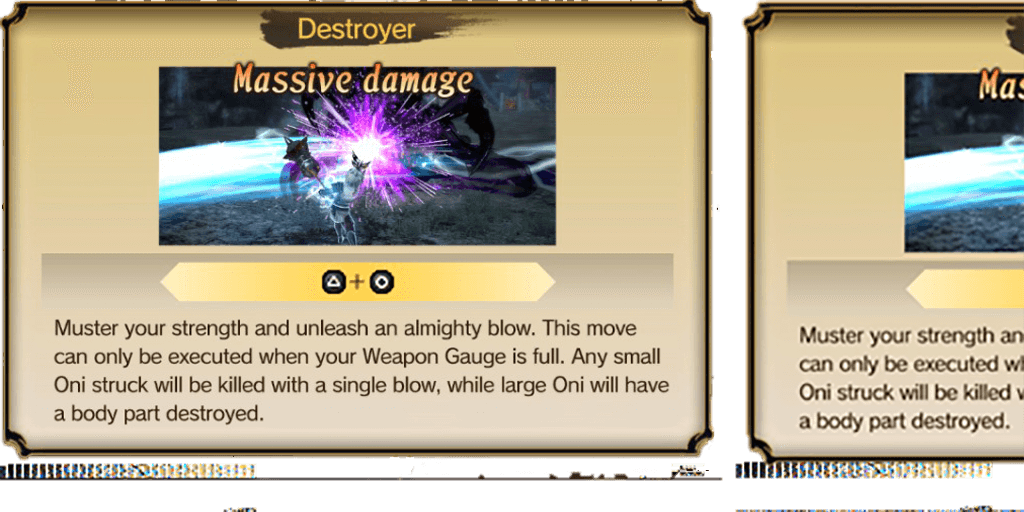 Destroyer
Massive damage
+
Muster your strength and unleash an almighty blow. This move
can only be executed when your Weapon Gauge is full. Any small
Oni struck will be killed with a single blow, while large Oni will have
a body part destroyed.
Mas
Muster your strength an
can only be executed wh
Oni struck will be killed w
a body part destroyed.